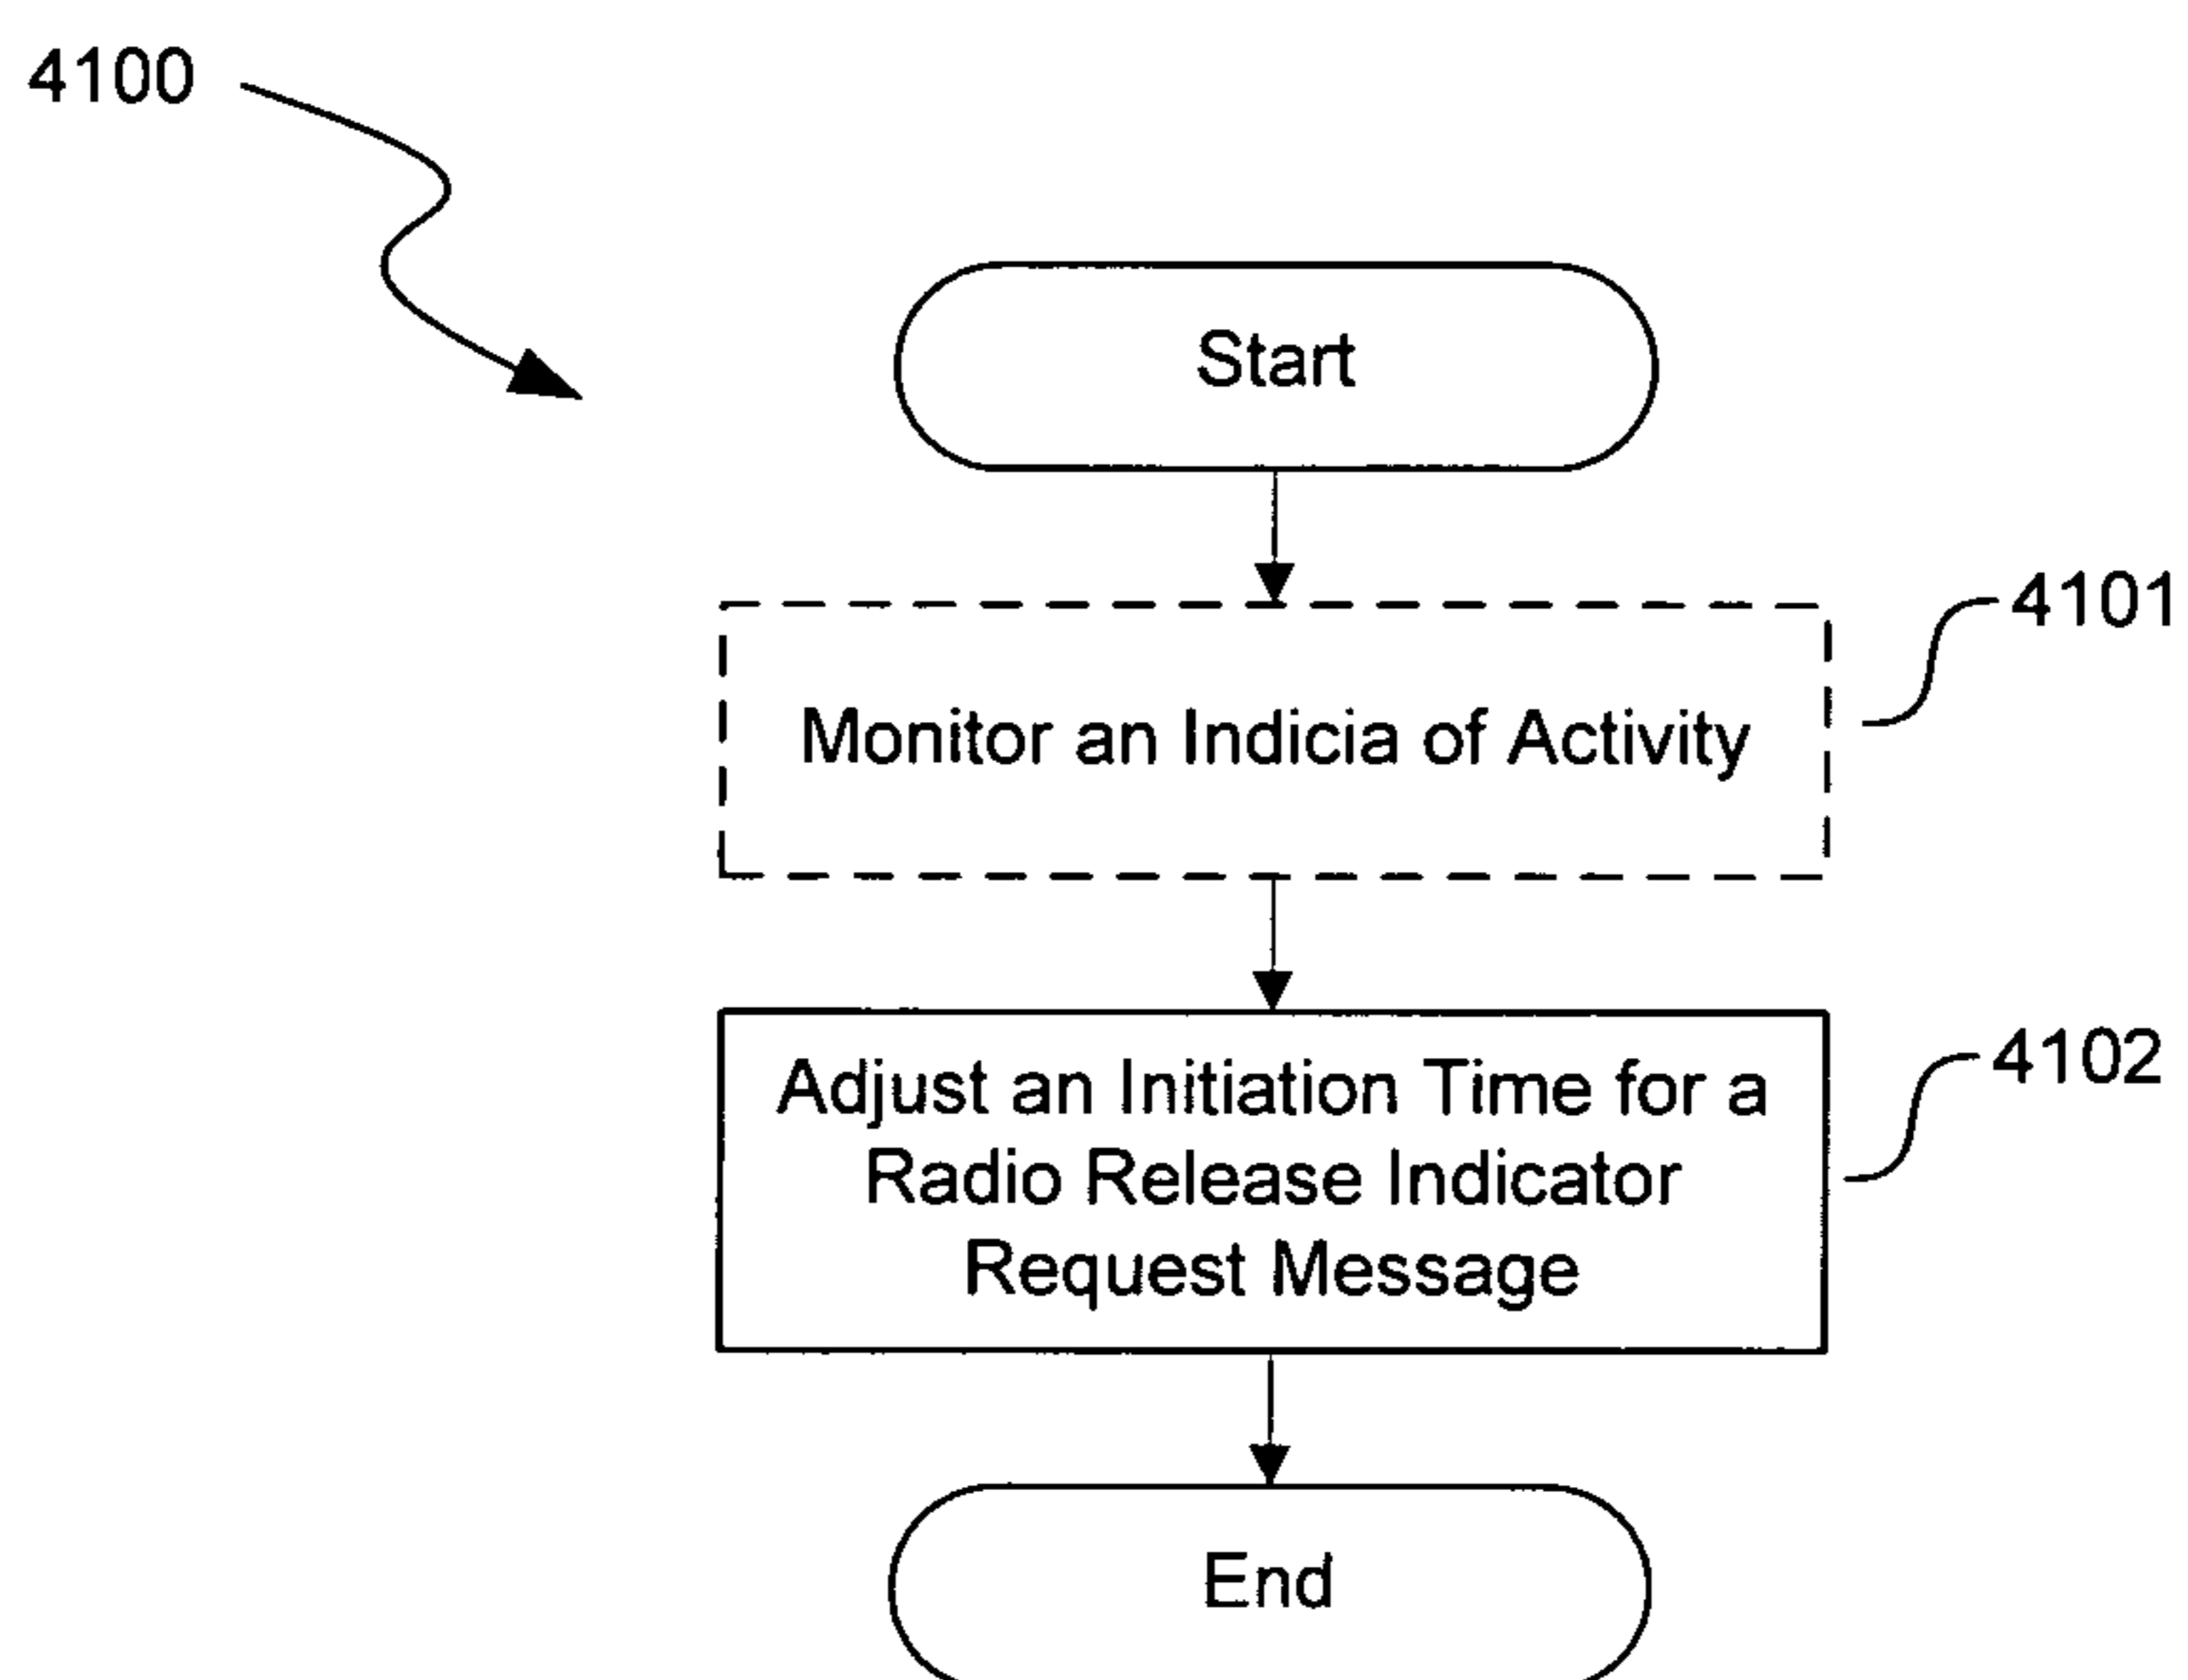 4100
Start
4101
Monitor an Indicia of Activity
4102
Adjust an Initiation Time for a
Radio Release Indicator
Request Message
End